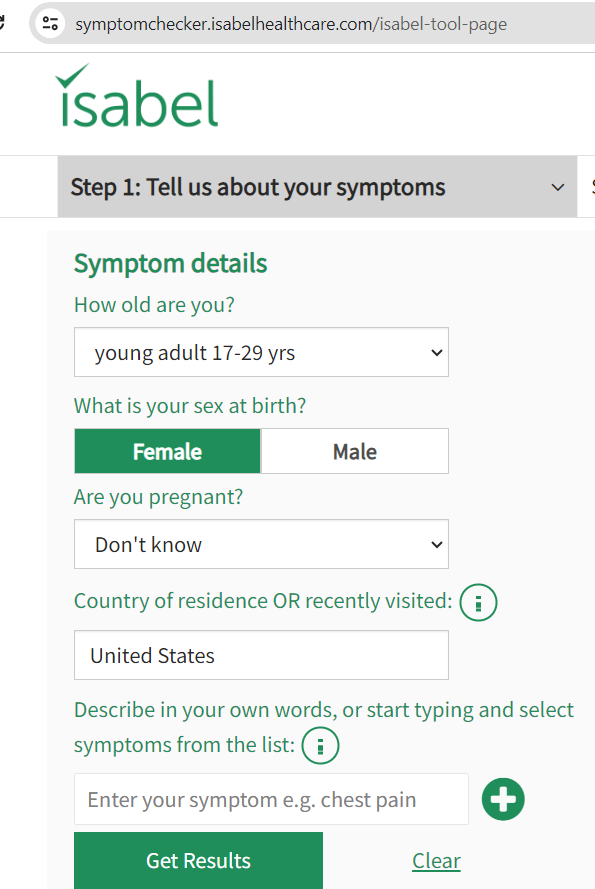 symptomchecker.isabelhealthcare.com/isabel-tool-page
isabel
Step 1: Tell us about your symptoms
Symptom details
How old are you?
young adult 17-29 yrs
What is your sex at birth?
Female Male
Are you pregnant?
Don't know
Country of residence OR recently visited:
United States
Describe in your own words, or start typing and select
symptoms from the list:
Enter your symptom e.g. chest pain
Get Results Clear